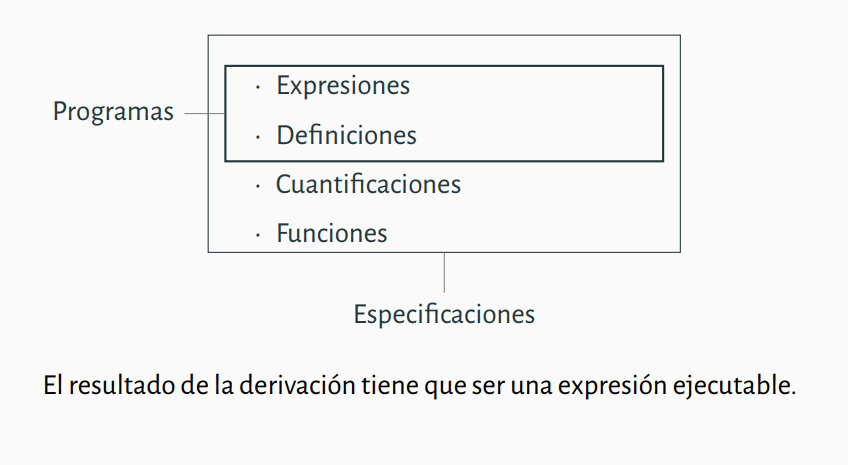 · Expresiones
Programas
· Definiciones
· Cuantificaciones
· Funciones
Especificaciones
El resultado de la derivación tiene que ser una expresión ejecutable.